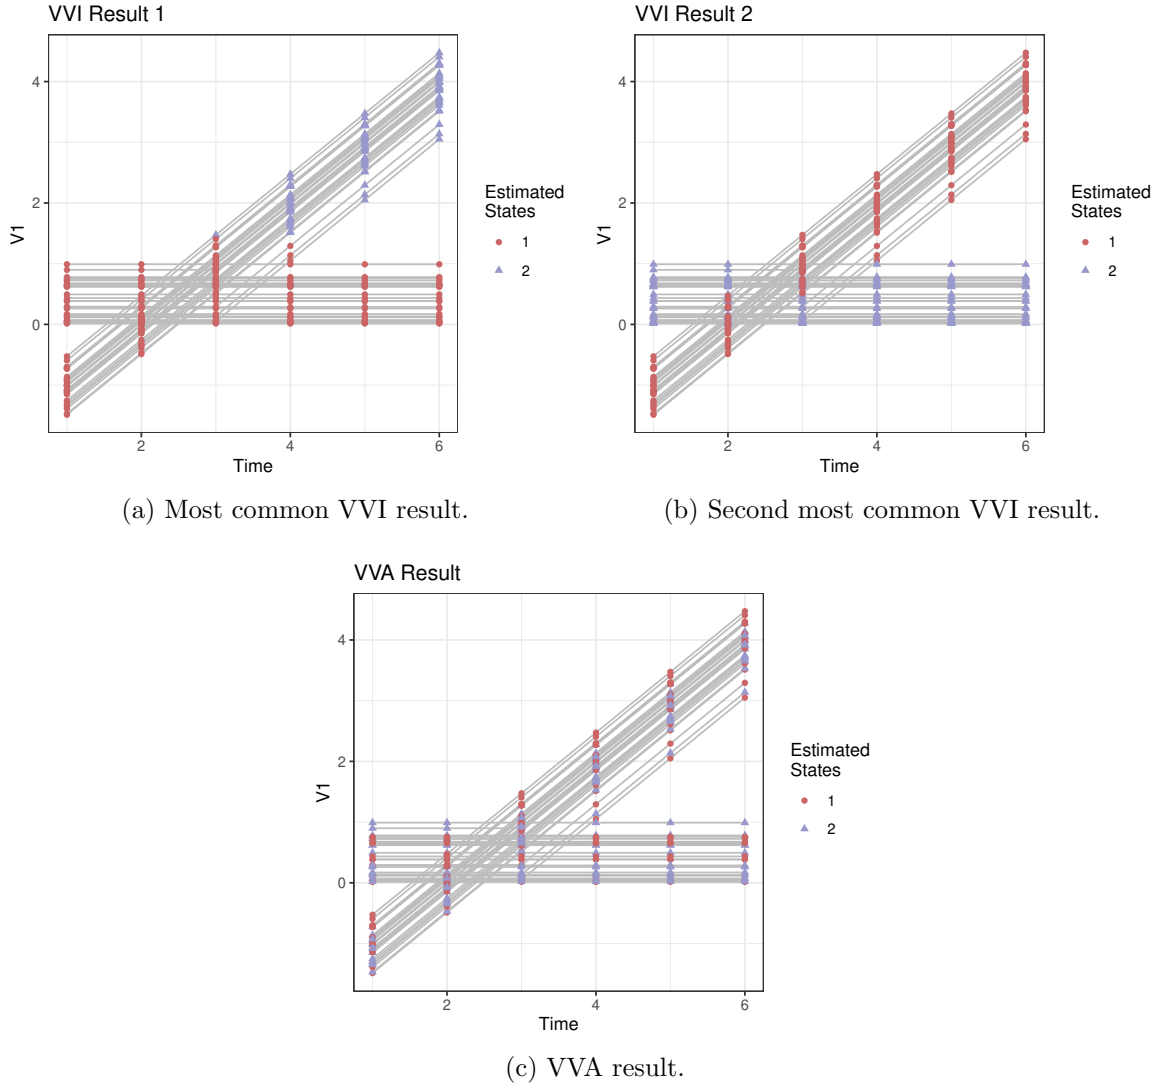 VVI Result 1
4
2
0
V1
2
4
6
Time
Estimated
States
1
2
(a) Most common VVI result.
VVI Result 2
4
2
0
V1
2
4
6
Time
Estimated
States
1
2
(b) Second most common VVI result.
VVA Result
4
2
0
V1
2
4
6
Time
Estimated
States
1
2
(c) VVA result.